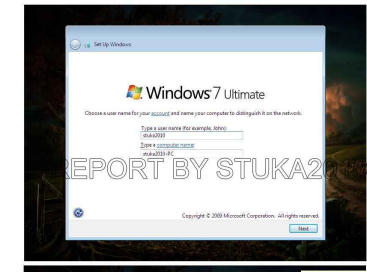 Set Up Windows
Windows 7 Ultimate
Choose a user name for your account and name your computer to distinguish it on the network.
Type a user name (for example, John):
stuka2010
Type a computer name:
stuka2010-PC
REPORT BY STUKA2010
Copyright © 2009 Microsoft Corporation. All rights reserved.
Next